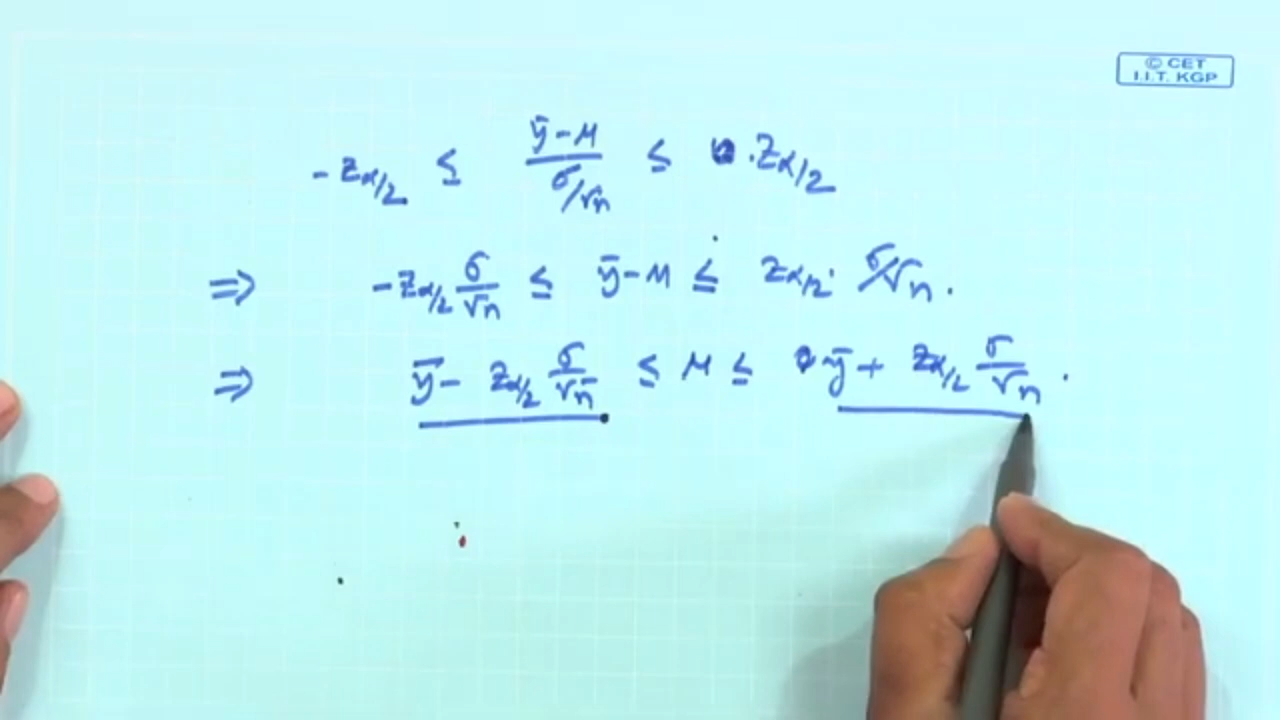 © CET
I.I.T. KGP
-Zα/2 ≤ (ȳ-μ)/(σ/√n) ≤ .Zα/2
⇒ -Zα/2 σ/√n ≤ ȳ-μ ≤ Zα/2 · σ/√n .
⇒ ȳ - Zα/2 σ/√n ≤ μ ≤ ȳ + Zα/2 σ/√n .